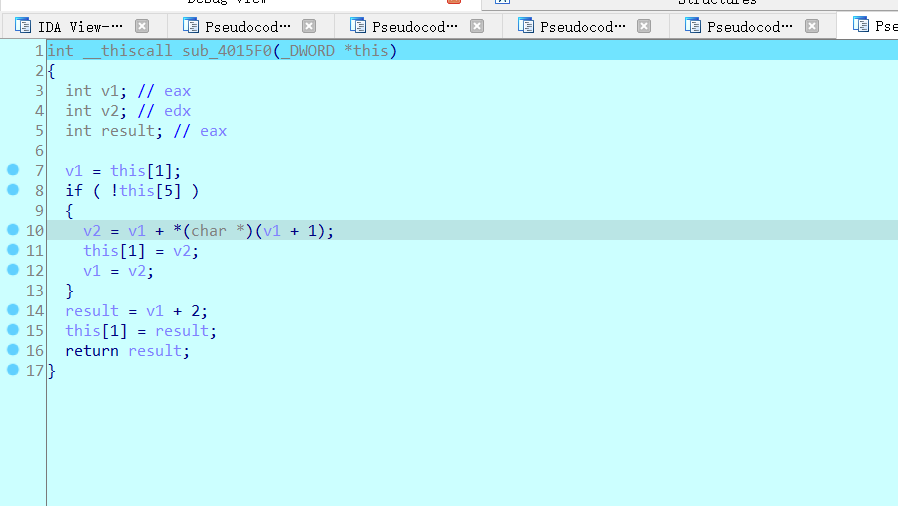 Debug View
Structures
IDA View-···
Pseudocod···
Pseudocod···
Pseudocod···
Pseudocod···
Pse
1 int __thiscall sub_4015F0(_DWORD *this)
2 {
3 int v1; // eax
4 int v2; // edx
5 int result; // eax
6
7 v1 = this[1];
8 if ( !this[5] )
9 {
10 v2 = v1 + *(char *)(v1 + 1);
11 this[1] = v2;
12 v1 = v2;
13 }
14 result = v1 + 2;
15 this[1] = result;
16 return result;
17 }